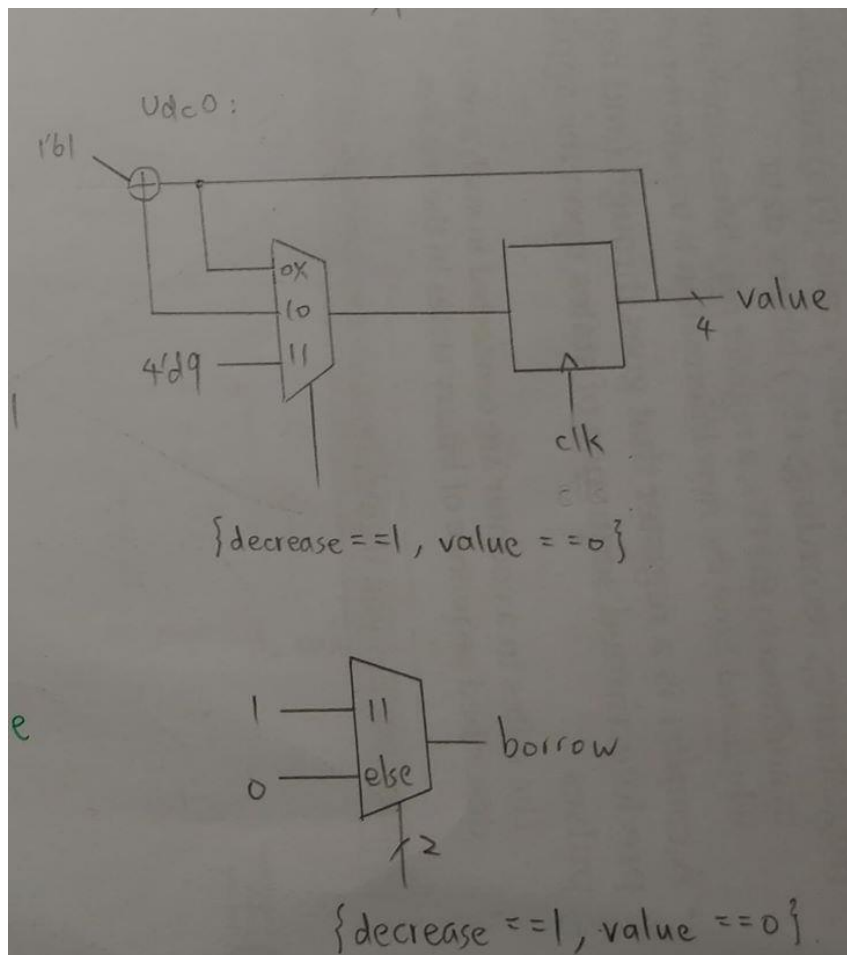 Udc0:
1'b1
0X
10
4'd9
11
value
4
clk
{decrease==1, value ==0}
1
11
borrow
e
0
else
2
{decrease ==1, value ==0}